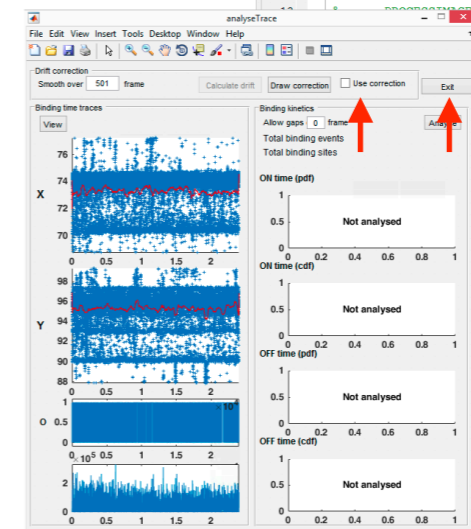 analyseTrace
File Edit View Insert Tools Desktop Window Help
Drift correction
Smooth over 501 frame Calculate drift Draw correction Use correction Exit
Binding time traces
View
X
76
74
72
70
0 0.5 1 1.5 2
Y
98
96
94
92
90
88
0 0.5 1 1.5 2
× 10
O
1
0.5
0
0 0.5 1 1.5 2
× 10^5
2
0
0 0.5 1 1.5 2
Binding kinetics
Allow gaps 0 frame
Total binding events
Total binding sites
ON time (pdf)
1
0.5
0
Not analysed
0 0.2 0.4 0.6 0.8 1
ON time (cdf)
1
0.5
0
Not analysed
0 0.2 0.4 0.6 0.8 1
OFF time (pdf)
1
0.5
0
Not analysed
0 0.2 0.4 0.6 0.8 1
OFF time (cdf)
1
0.5
0
Not analysed
0 0.2 0.4 0.6 0.8 1